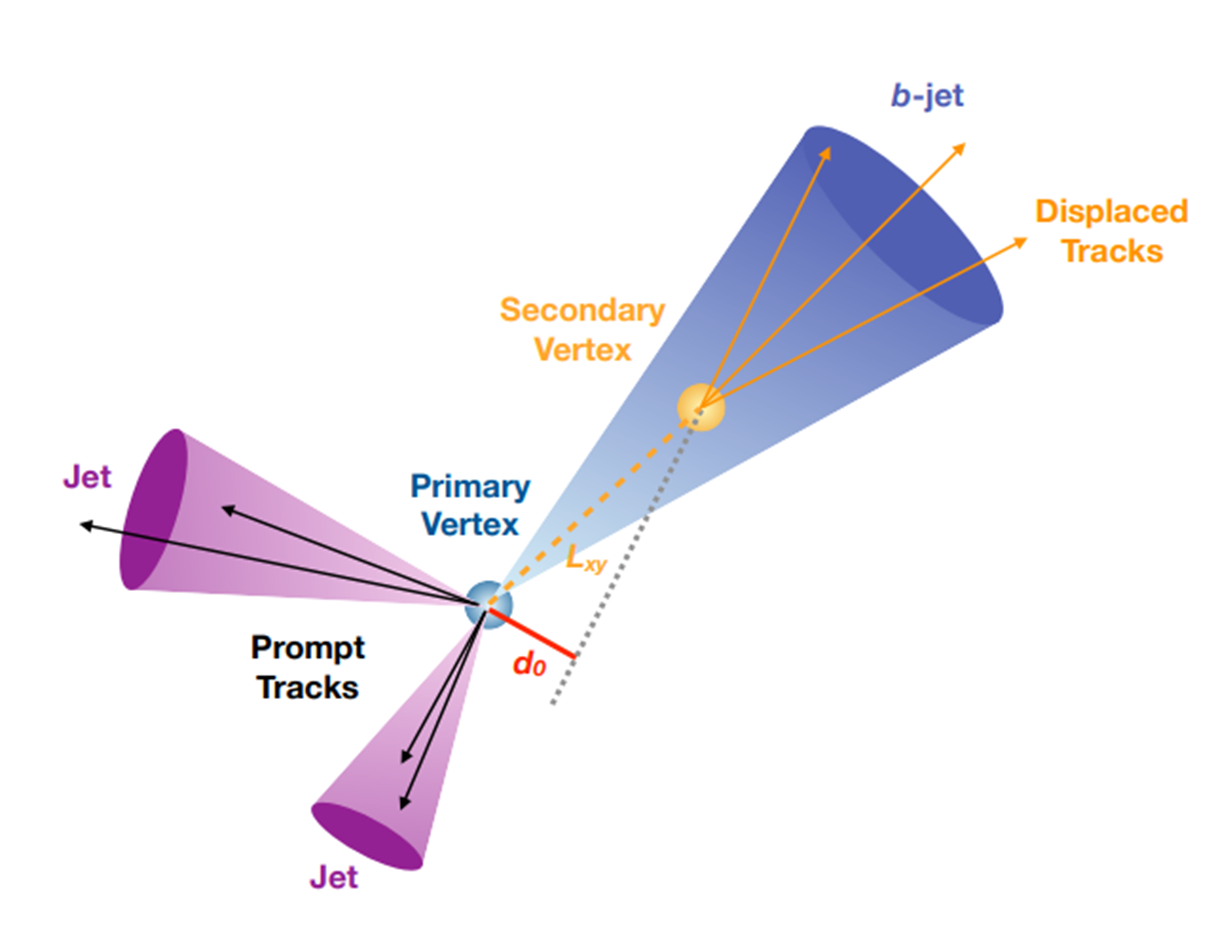 b-jet
Displaced
Tracks
Secondary
Vertex
Jet
Primary
Vertex
Lxy
Prompt
Tracks
d0
Jet